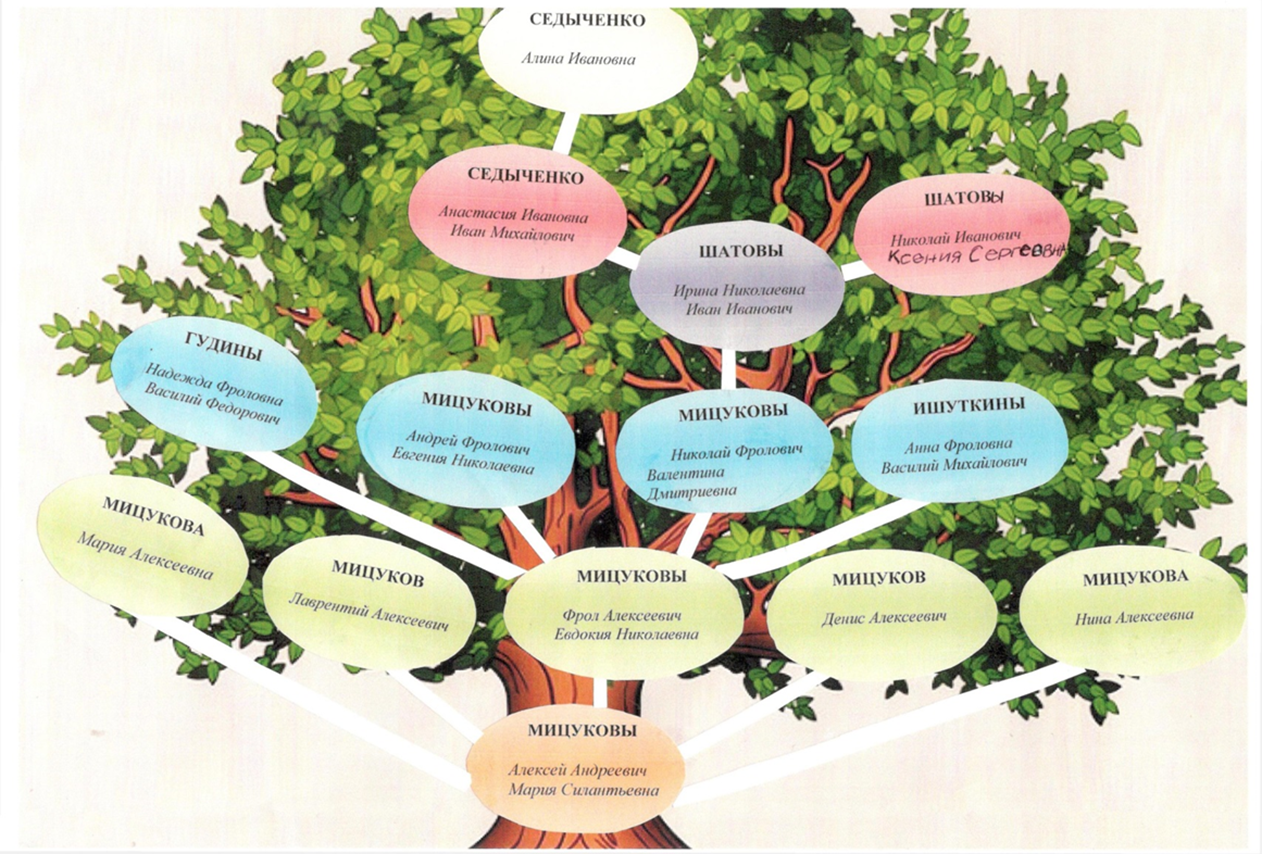 СЕДЫЧЕНКО
Алина Ивановна
СЕДЫЧЕНКО
Анастасия Ивановна
Иван Михайлович
ШАТОВЫ
Николай Иванович
Ксения Сергеевна
ШАТОВЫ
Ирина Николаевна
Иван Иванович
ГУДИНЫ
Надежда Фроловна
Василий Федорович
МИЦУКОВЫ
Андрей Фролович
Евгения Николаевна
МИЦУКОВЫ
Николай Фролович
Валентина
Дмитриевна
ИШУТКИНЫ
Анна Фроловна
Василий Михайлович
МИЦУКОВА
Мария Алексеевна
МИЦУКОВ
Лаврентий Алексеевич
МИЦУКОВЫ
Фрол Алексеевич
Евдокия Николаевна
МИЦУКОВ
Денис Алексеевич
МИЦУКОВА
Нина Алексеевна
МИЦУКОВЫ
Алексей Андреевич
Мария Силантьевна